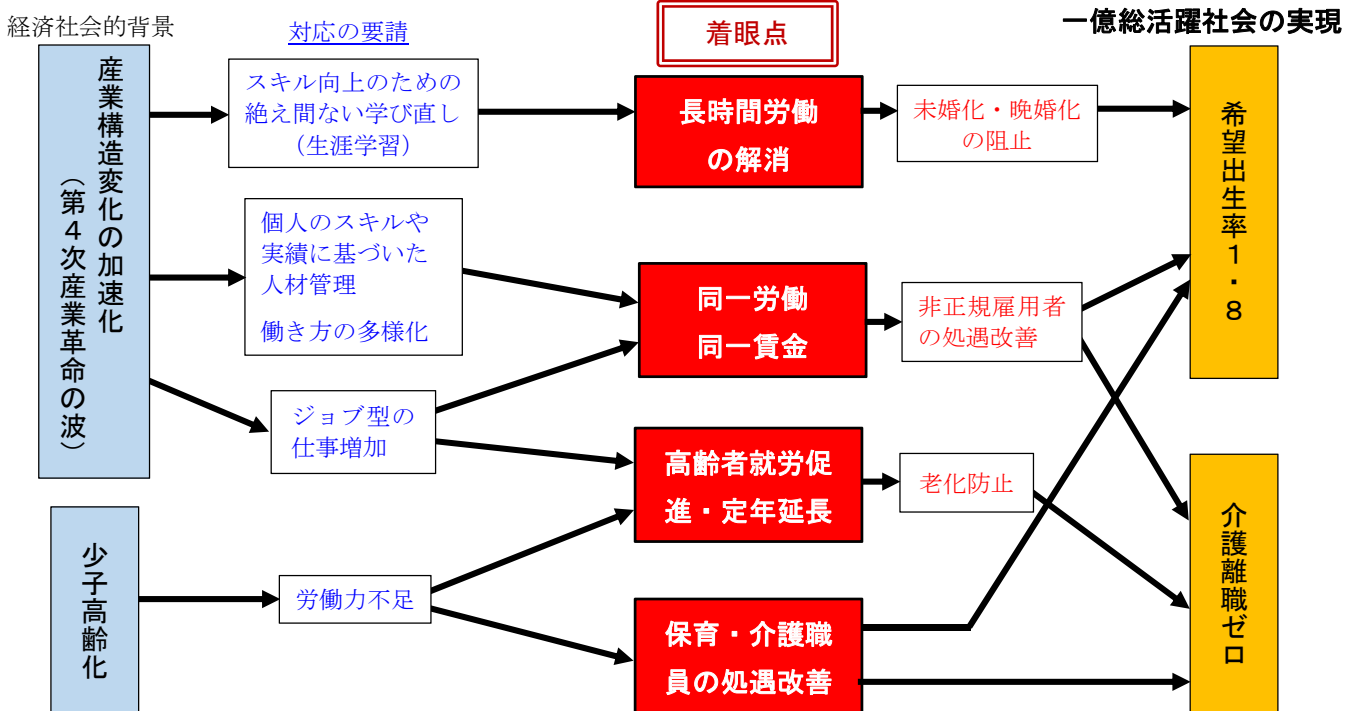 経済社会的背景
対応の要請
着眼点
一億総活躍社会の実現
産業構造変化の加速化
（第４次産業革命の波）
スキル向上のための
絶え間ない学び直し
（生涯学習）
長時間労働
の解消
未婚化・晩婚化
の阻止
希望出生率１・８
個人のスキルや
実績に基づいた
人材管理
働き方の多様化
同一労働
同一賃金
非正規雇用者
の処遇改善
ジョブ型の
仕事増加
高齢者就労促
進・定年延長
老化防止
介護離職ゼロ
少子高齢化
労働力不足
保育・介護職
員の処遇改善